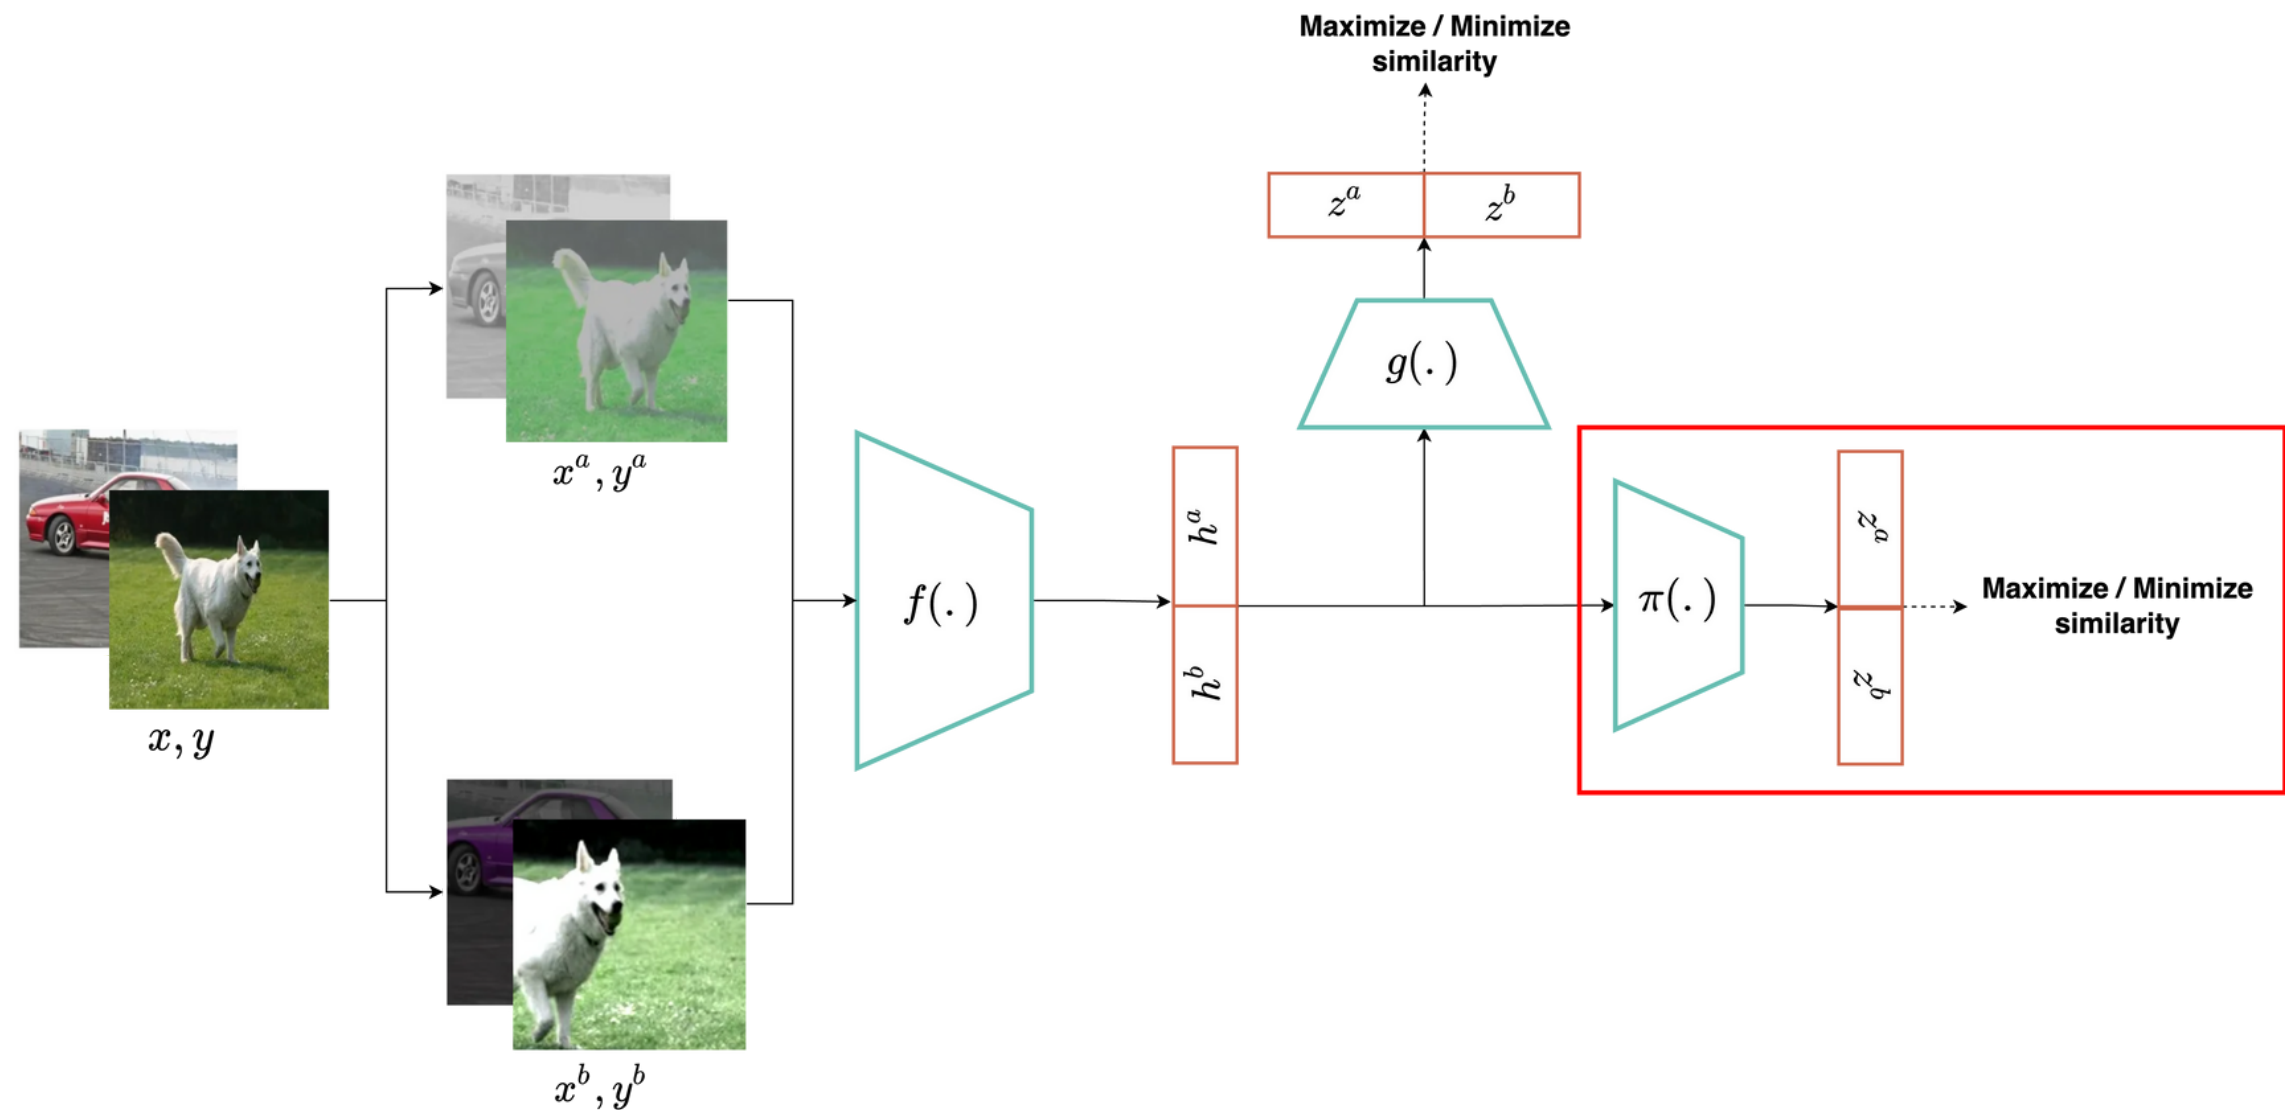 Maximize / Minimize
similarity
z^a
z^b
g(.)
x^a, y^a
h^a
h^b
f(.)
π(.)
z^a
z^b
Maximize / Minimize
similarity
x, y
x^b, y^b